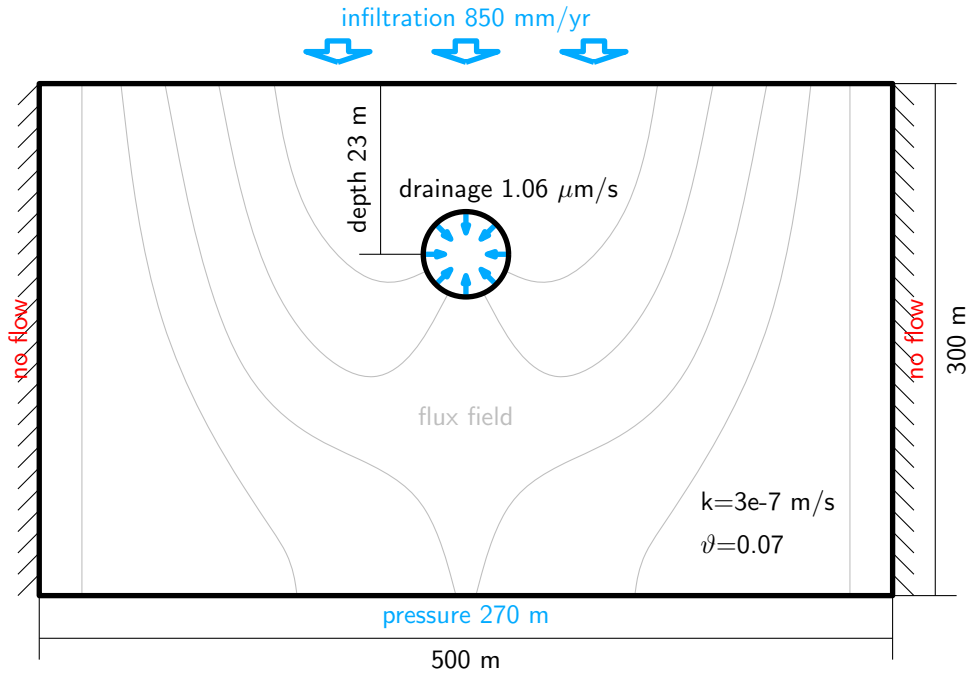 infiltration 850 mm/yr
depth 23 m
drainage 1.06 μm/s
no flow
no flow
300 m
flux field
k=3e-7 m/s
ϑ=0.07
pressure 270 m
500 m